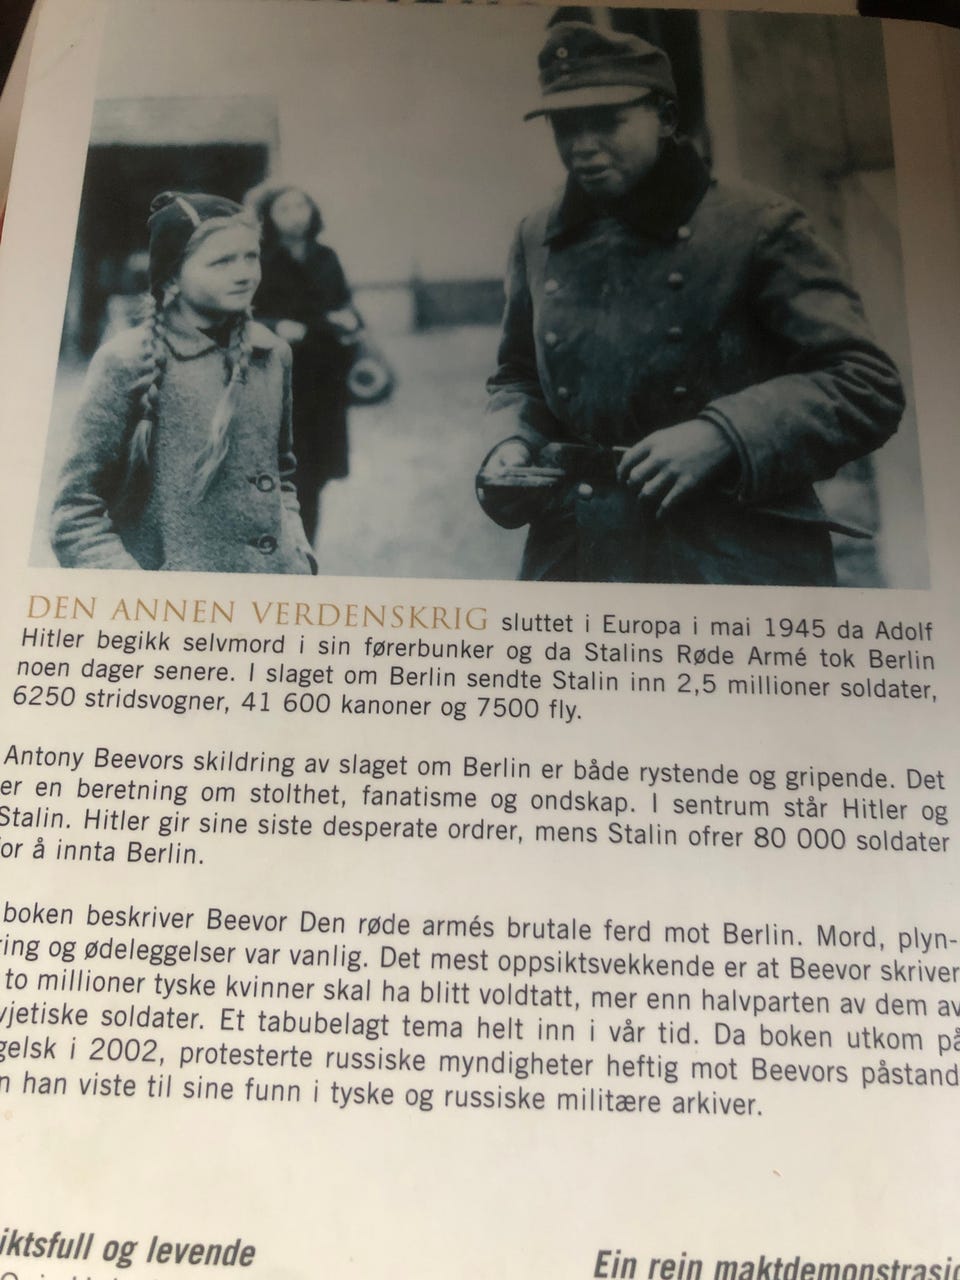 DEN ANNEN VERDENSKRIG sluttet i Europa i mai 1945 da Adolf
Hitler begikk selvmord i sin førerbunker og da Stalins Røde Armé tok Berlin
noen dager senere. I slaget om Berlin sendte Stalin inn 2,5 millioner soldater,
6250 stridsvogner, 41 600 kanoner og 7500 fly.
Antony Beevors skildring av slaget om Berlin er både rystende og gripende. Det
er en beretning om stolthet, fanatisme og ondskap. I sentrum står Hitler og
Stalin. Hitler gir sine siste desperate ordrer, mens Stalin ofrer 80 000 soldater
or å innta Berlin.
boken beskriver Beevor Den røde armés brutale ferd mot Berlin. Mord, plyn-
ring og ødeleggelser var vanlig. Det mest oppsiktsvekkende er at Beevor skriver
to millioner tyske kvinner skal ha blitt voldtatt, mer enn halvparten av dem av
vjetiske soldater. Et tabubelagt tema helt inn i vår tid. Da boken utkom på
gelsk i 2002, protesterte russiske myndigheter heftig mot Beevors påstand
n han viste til sine funn i tyske og russiske militære arkiver.
iktsfull og levende
Ein rein maktdemonstrasjo